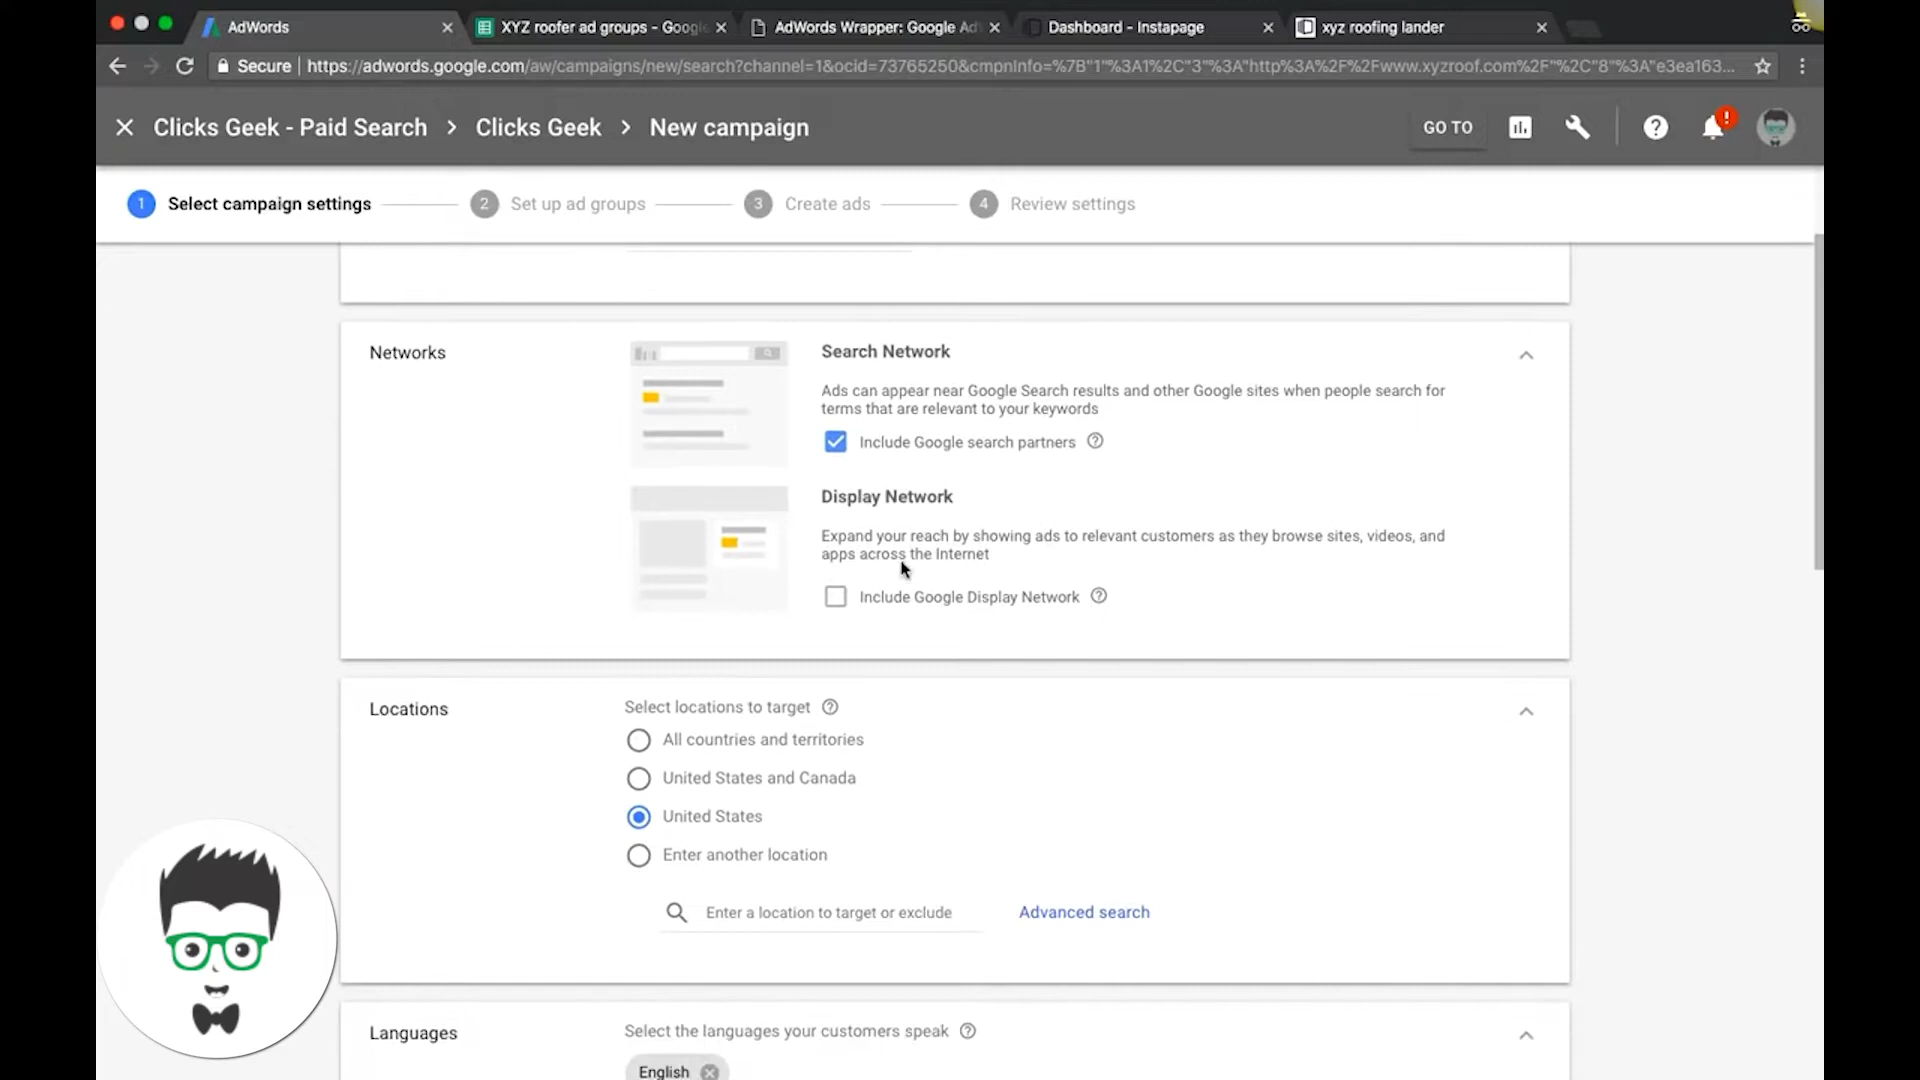 AdWords
XYZ roofer ad groups - Googl
AdWords Wrapper: Google Ad
Dashboard - Instapage
xyz roofing lander
Secure
https://adwords.google.com/aw/campaigns/new/search?channel=1&ocid=73765250&cmpnInfo=%7B"1"%3A1%2C"3"%3A"http%3A%2F%2Fwww.xyzroof.com%2F"%2C"8"%3A"e3ea163...
Clicks Geek - Paid Search > Clicks Geek > New campaign
GO TO
1 Select campaign settings
2 Set up ad groups
3 Create ads
4 Review settings
Networks
Search Network
Ads can appear near Google Search results and other Google sites when people search for
terms that are relevant to your keywords
Include Google search partners
Display Network
Expand your reach by showing ads to relevant customers as they browse sites, videos, and
apps across the Internet
Include Google Display Network
Locations
Select locations to target
All countries and territories
United States and Canada
United States
Enter another location
Enter a location to target or exclude
Advanced search
Languages
Select the languages your customers speak
English